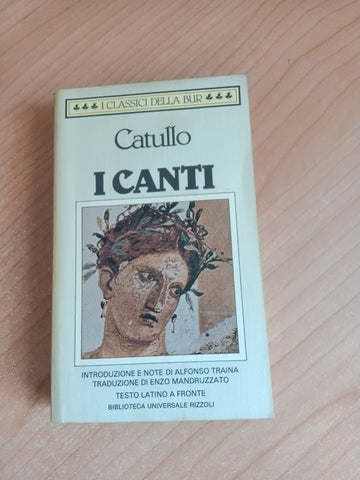 I CLASSICI DELLA BUR
Catullo
I CANTI
INTRODUZIONE E NOTE DI ALFONSO TRAINA
TRADUZIONE DI ENZO MANDRUZZATO
TESTO LATINO A FRONTE
BIBLIOTECA UNIVERSALE RIZZOLI